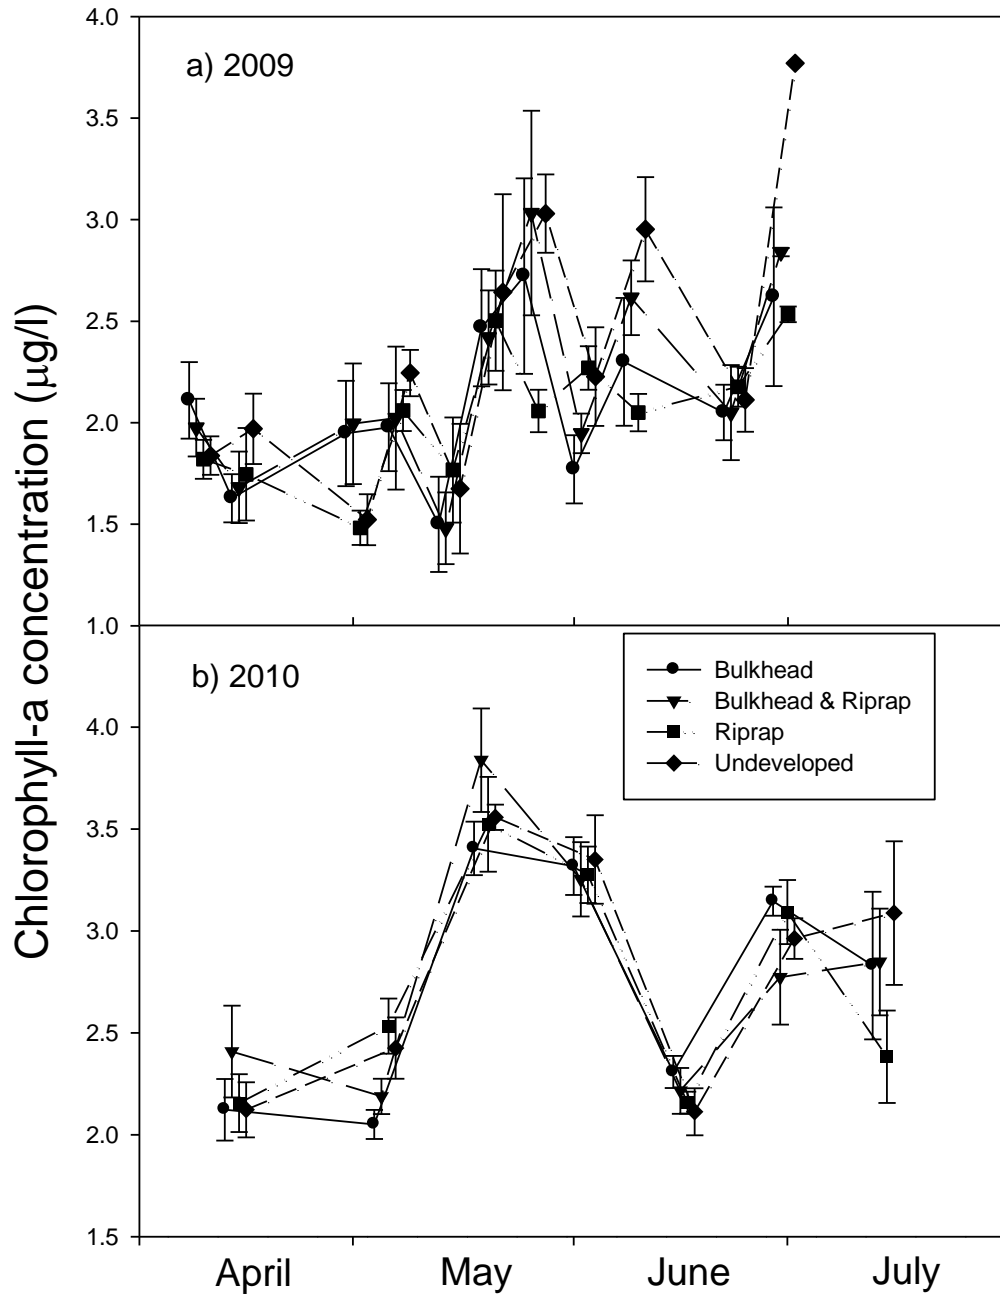 4.0
a) 2009
3.5
3.0
2.5
2.0
1.5
1.0
Chlorophyll-a concentration (μg/l)
b) 2010
Bulkhead
Bulkhead & Riprap
Riprap
Undeveloped
4.0
3.5
3.0
2.5
2.0
1.5
April May June July